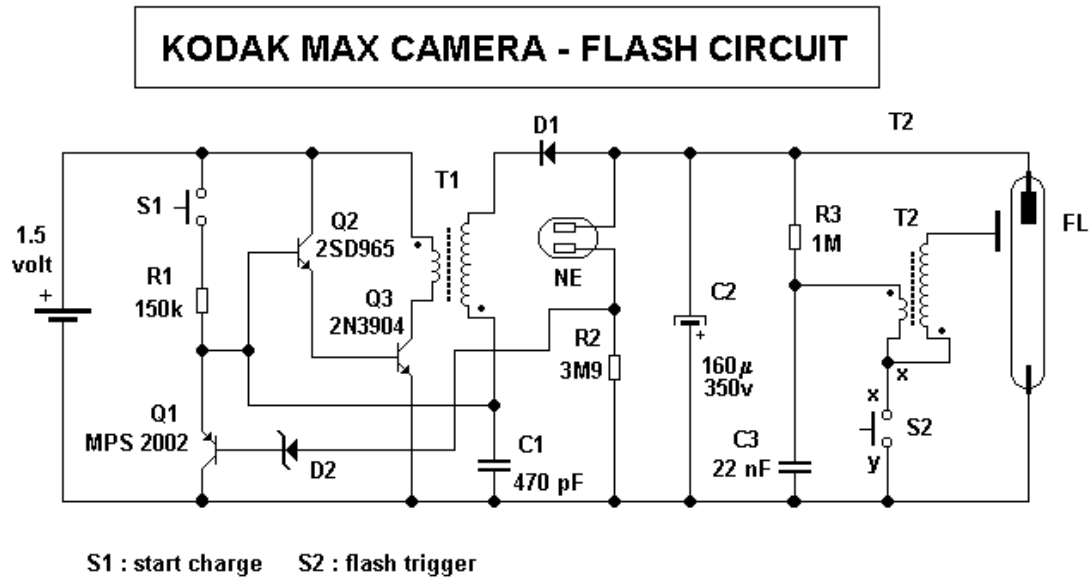 KODAK MAX CAMERA - FLASH CIRCUIT
D1
T2
T1
S1
Q2
2SD965
R3
1M
T2
FL
1.5
volt
+
R1
150k
NE
Q3
2N3904
C2
+
160µ
350v
R2
3M9
x
x
S2
y
Q1
MPS 2002
D2
C1
470 pF
C3
22 nF
S1 : start charge S2 : flash trigger